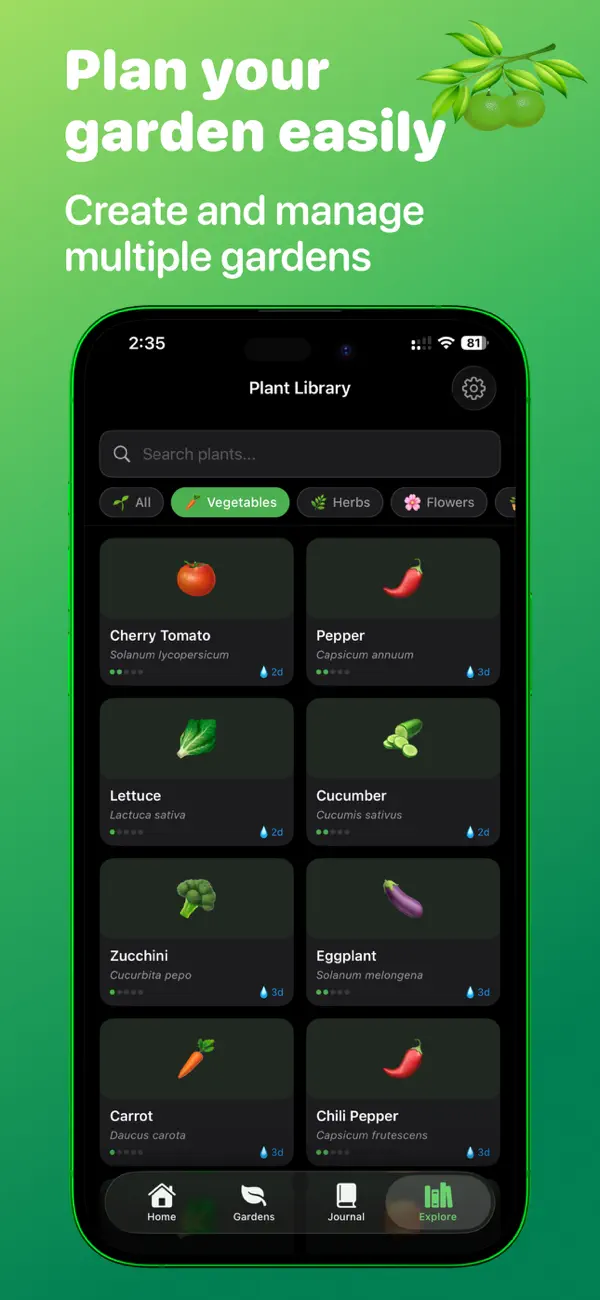 Plan your
garden easily
Create and manage
multiple gardens
2:35
81
Plant Library
Search plants...
All
Vegetables
Herbs
Flowers
Cherry Tomato
Solanum lycopersicum
2d
Pepper
Capsicum annuum
3d
Lettuce
Lactuca sativa
2d
Cucumber
Cucumis sativus
2d
Zucchini
Cucurbita pepo
3d
Eggplant
Solanum melongena
3d
Carrot
Daucus carota
3d
Chili Pepper
Capsicum frutescens
3d
Home
Gardens
Journal
Explore